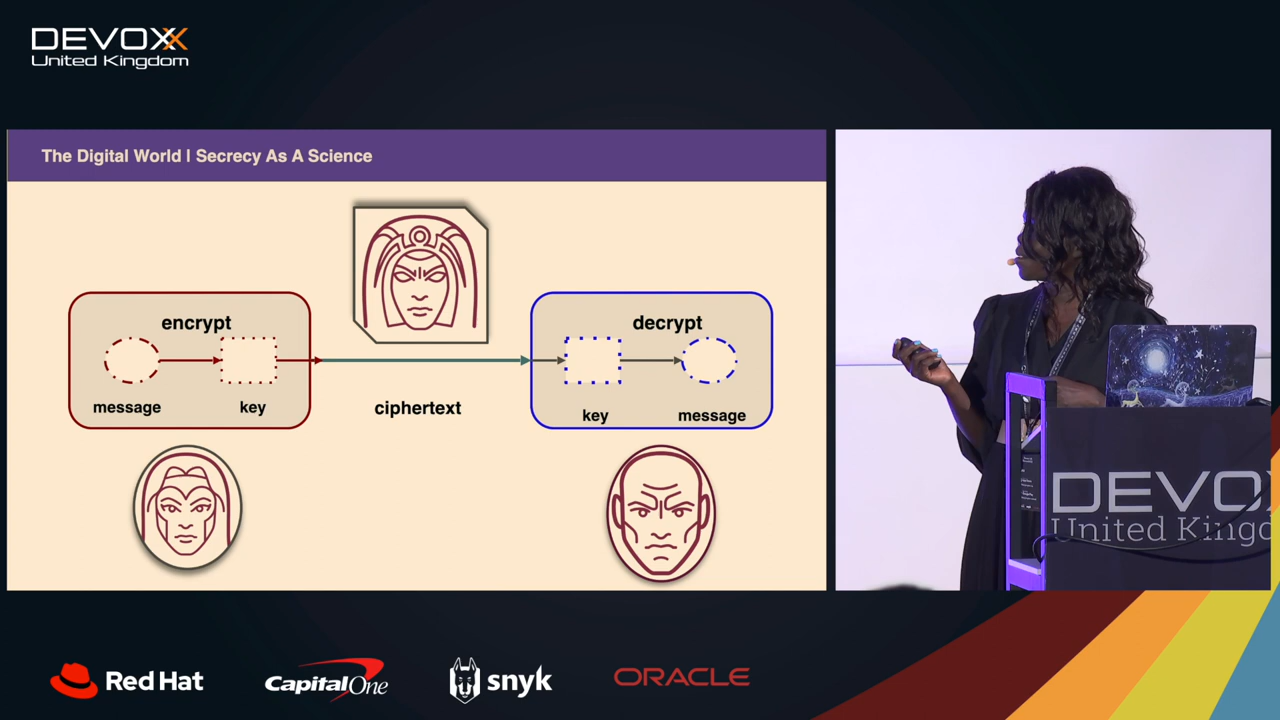 DEVOXX
United Kingdom
The Digital World | Secrecy As A Science
encrypt
message
key
ciphertext
decrypt
key
message
DEVOX
United Kingd
Red Hat
Capital One
snyk
ORACLE